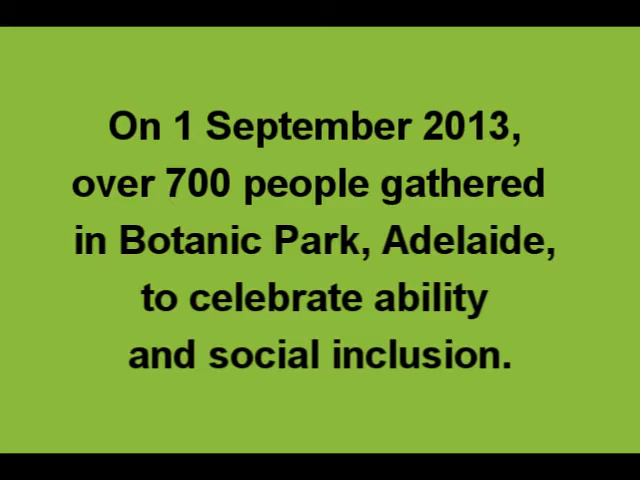 On 1 September 2013,
over 700 people gathered
in Botanic Park, Adelaide,
to celebrate ability
and social inclusion.